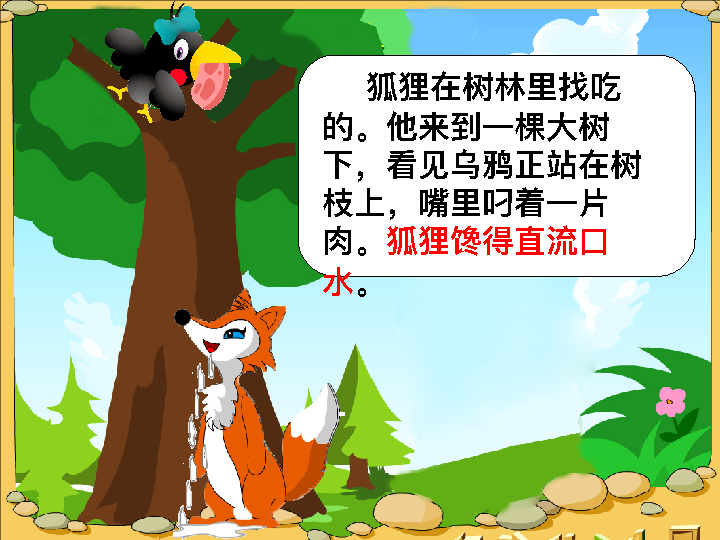 狐狸在树林里找吃
的。他来到一棵大树
下，看见乌鸦正站在树
枝上，嘴里叼着一片
肉。狐狸馋得直流口
水。